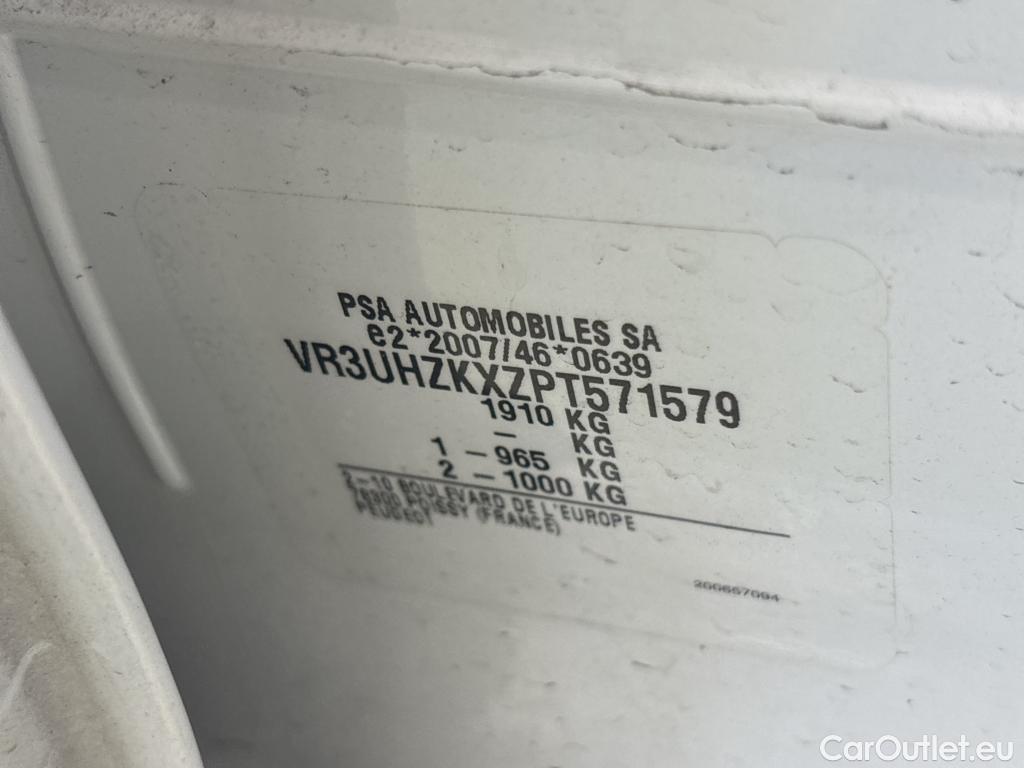 PSA AUTOMOBILES SA
e2*2007/46*0639
VR3UHZKXZPT571579
1910 KG
– KG
1 – 965 KG
2 – 1000 KG
2–10 BOULEVARD DE L'EUROPE
78300 POISSY (FRANCE)
PEUGEOT
CarOutlet.eu